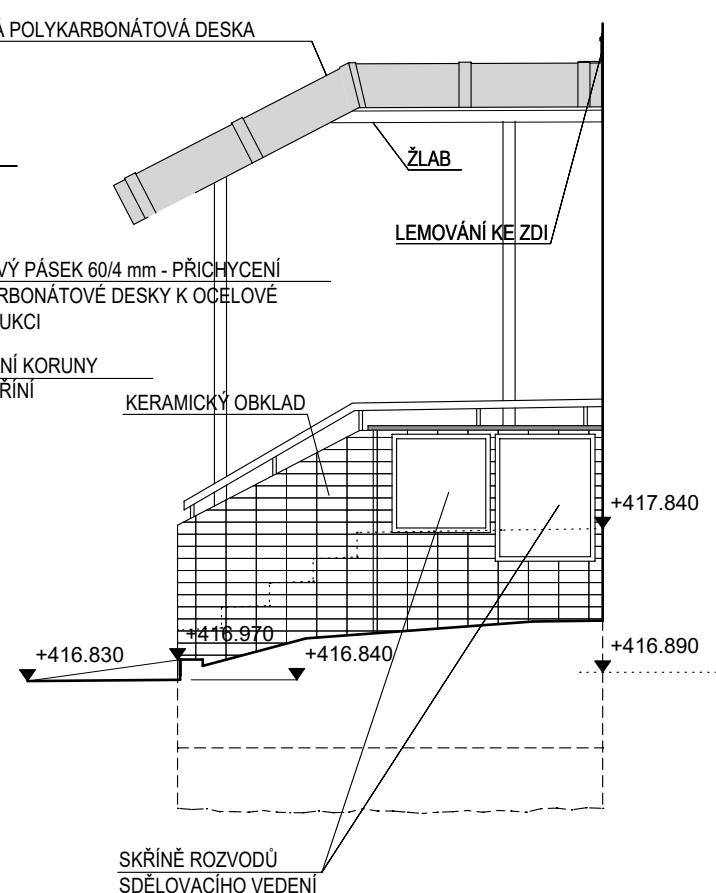 Á POLYKARBONÁTOVÁ DESKA
ŽLAB
LEMOVÁNÍ KE ZDI
VÝ PÁSEK 60/4 mm - PŘICHYCENÍ
RBONÁTOVÉ DESKY K OCELOVÉ
UKCI
NÍ KORUNY
ŘÍNÍ
KERAMICKÝ OBKLAD
+417.840
+416.970
+416.830
+416.840
+416.890
SKŘÍNĚ ROZVODŮ
SDĚLOVACÍHO VEDENÍ